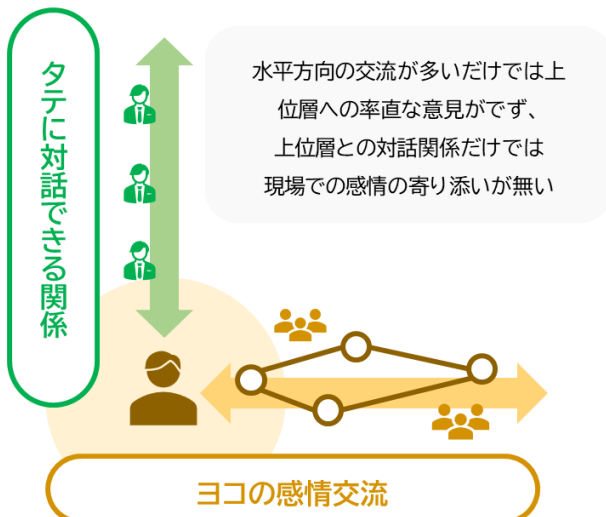 タテに対話できる関係
水平方向の交流が多いだけでは上
位層への率直な意見がでず、
上位層との対話関係だけでは
現場での感情の寄り添いが無い
ヨコの感情交流